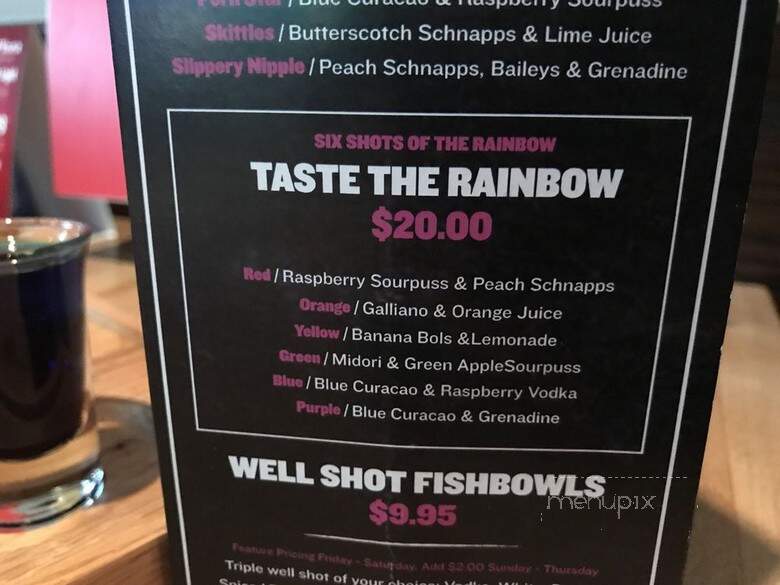 Porn Star / Blue Curacao & Raspberry Sourpuss
Skittles / Butterscotch Schnapps & Lime Juice
Slippery Nipple / Peach Schnapps, Baileys & Grenadine
SIX SHOTS OF THE RAINBOW
TASTE THE RAINBOW
$20.00
Red / Raspberry Sourpuss & Peach Schnapps
Orange / Galliano & Orange Juice
Yellow / Banana Bols &Lemonade
Green / Midori & Green AppleSourpuss
Blue / Blue Curacao & Raspberry Vodka
Purple / Blue Curacao & Grenadine
WELL SHOT FISHBOWLS
$9.95
menupix
Feature Pricing Friday - Saturday. Add $2.00 Sunday - Thursday
Triple well shot of your choice: Vodka,